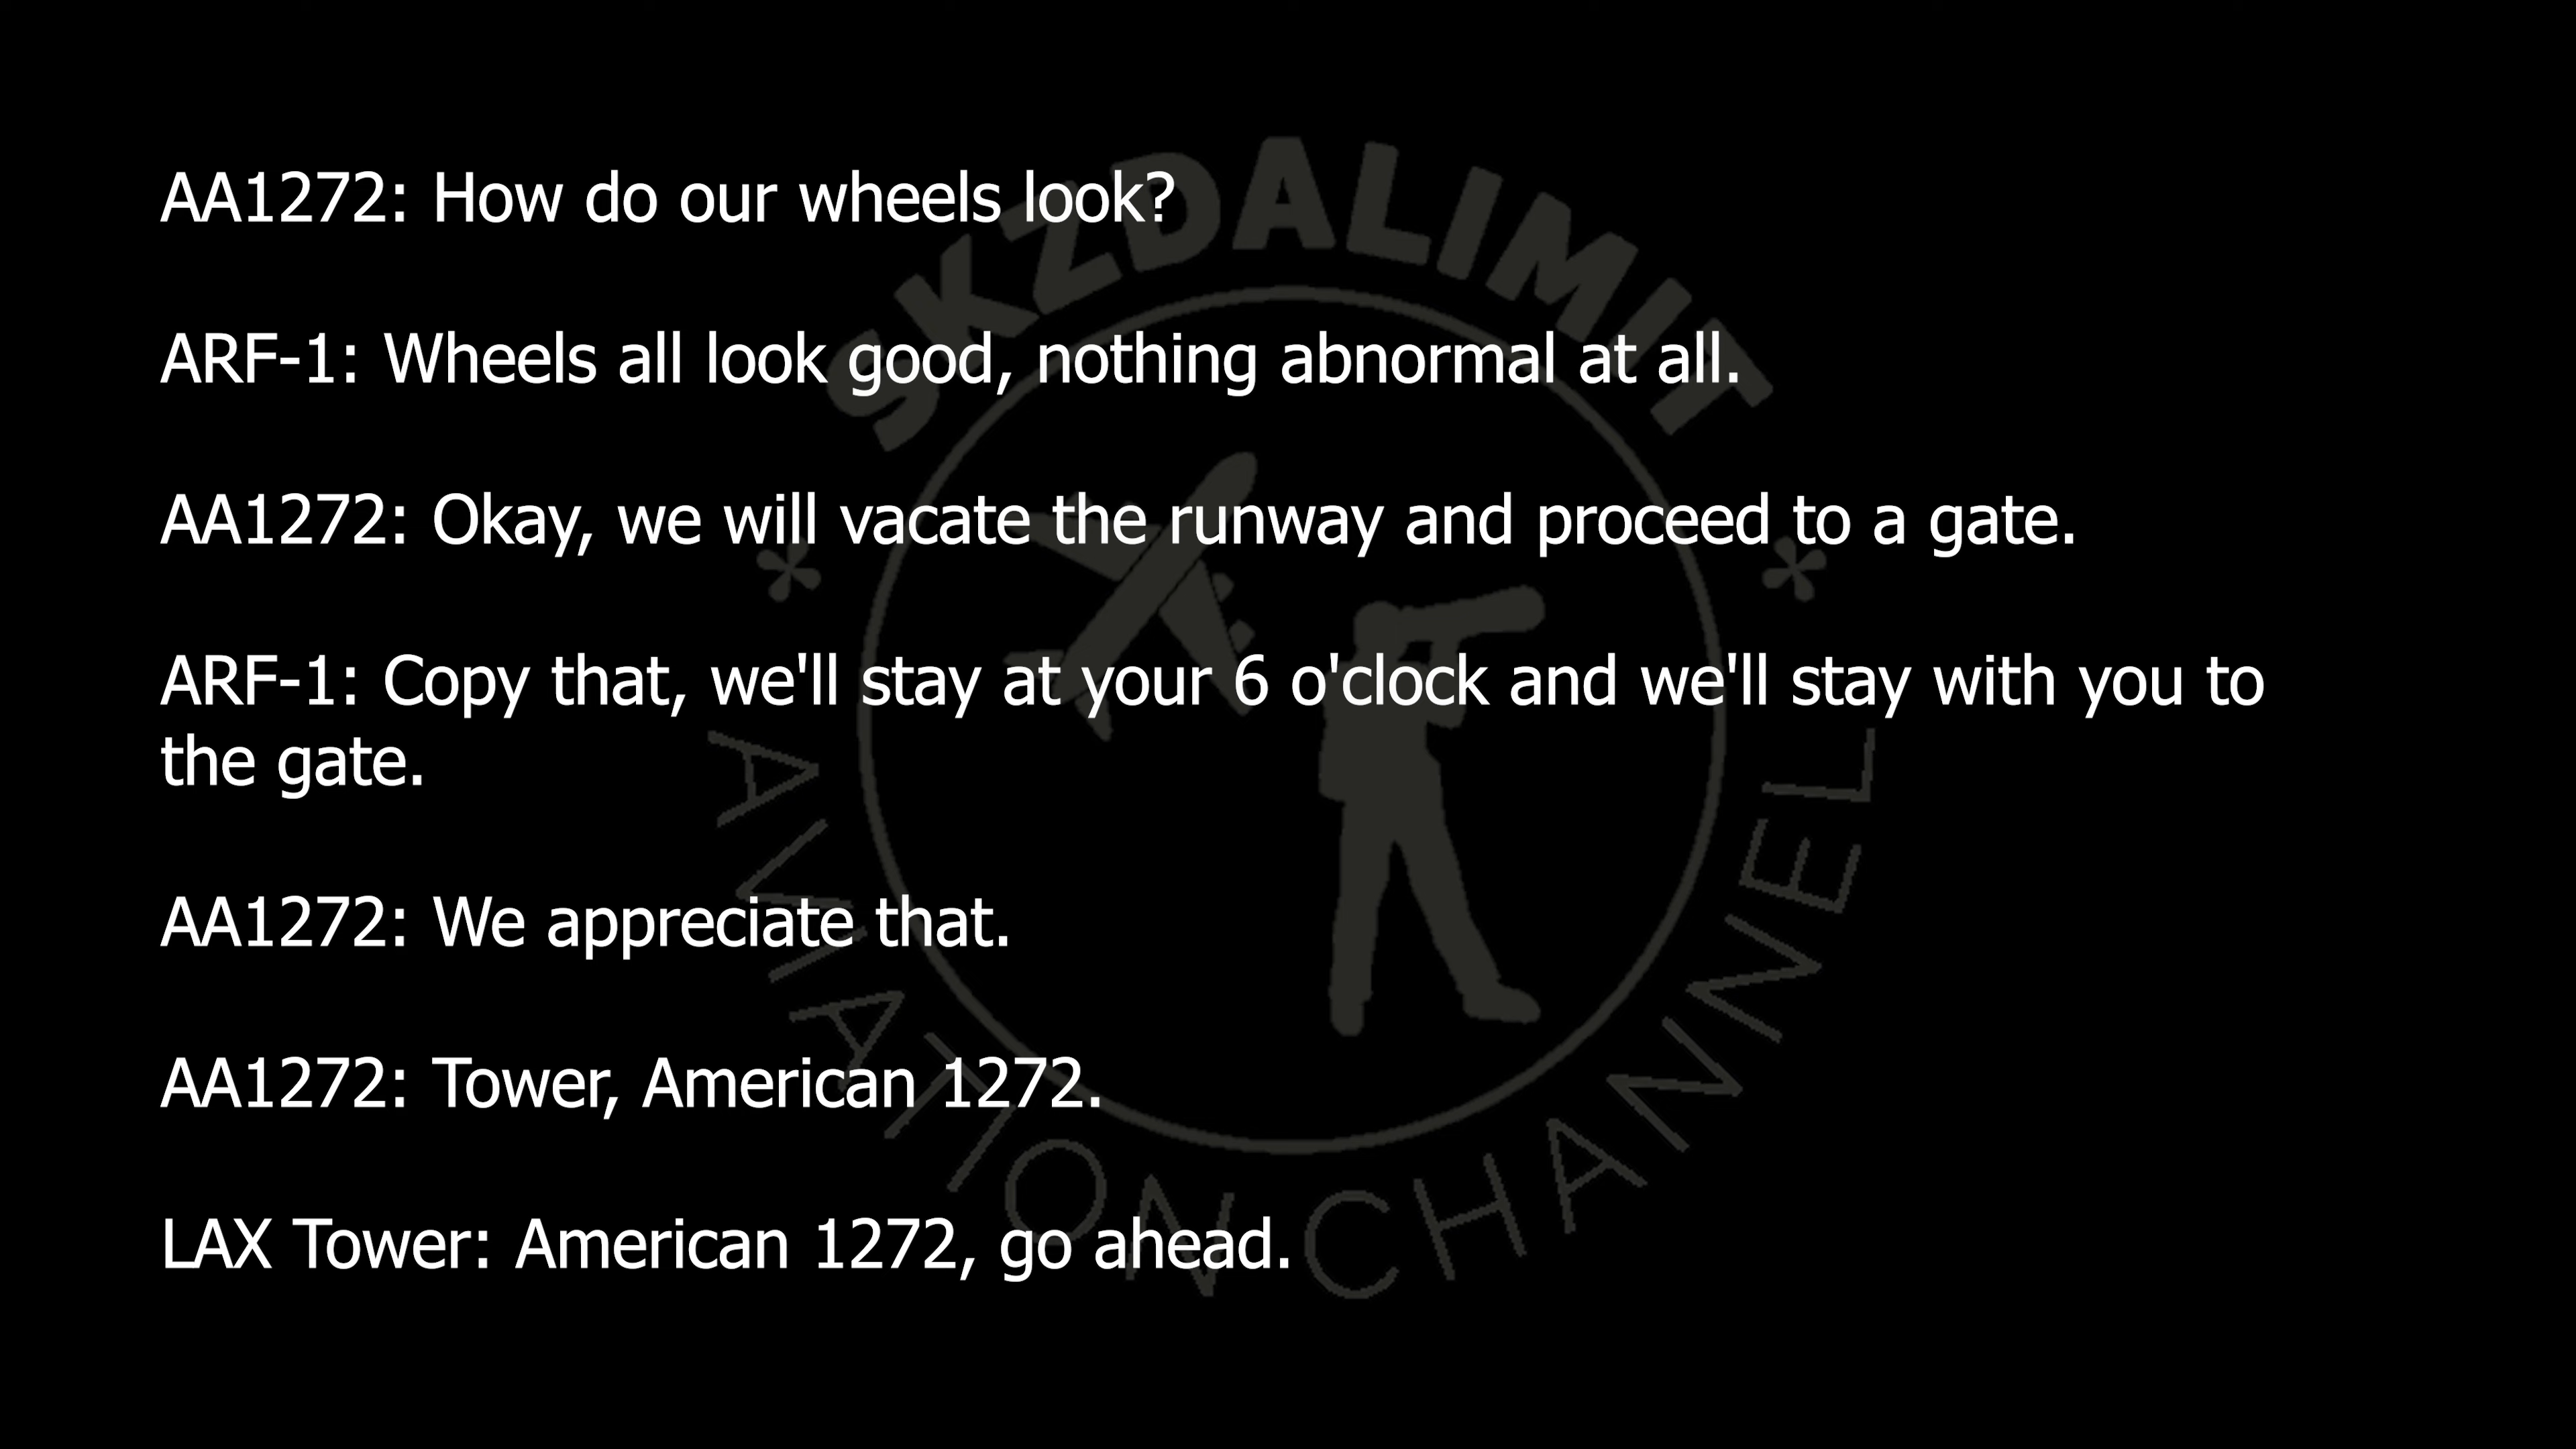 AA1272: How do our wheels look?
ARF-1: Wheels all look good, nothing abnormal at all.
AA1272: Okay, we will vacate the runway and proceed to a gate.
ARF-1: Copy that, we'll stay at your 6 o'clock and we'll stay with you to
the gate.
AA1272: We appreciate that.
AA1272: Tower, American 1272.
LAX Tower: American 1272, go ahead.
SKZDALIMIT
AVIATION CHANNEL